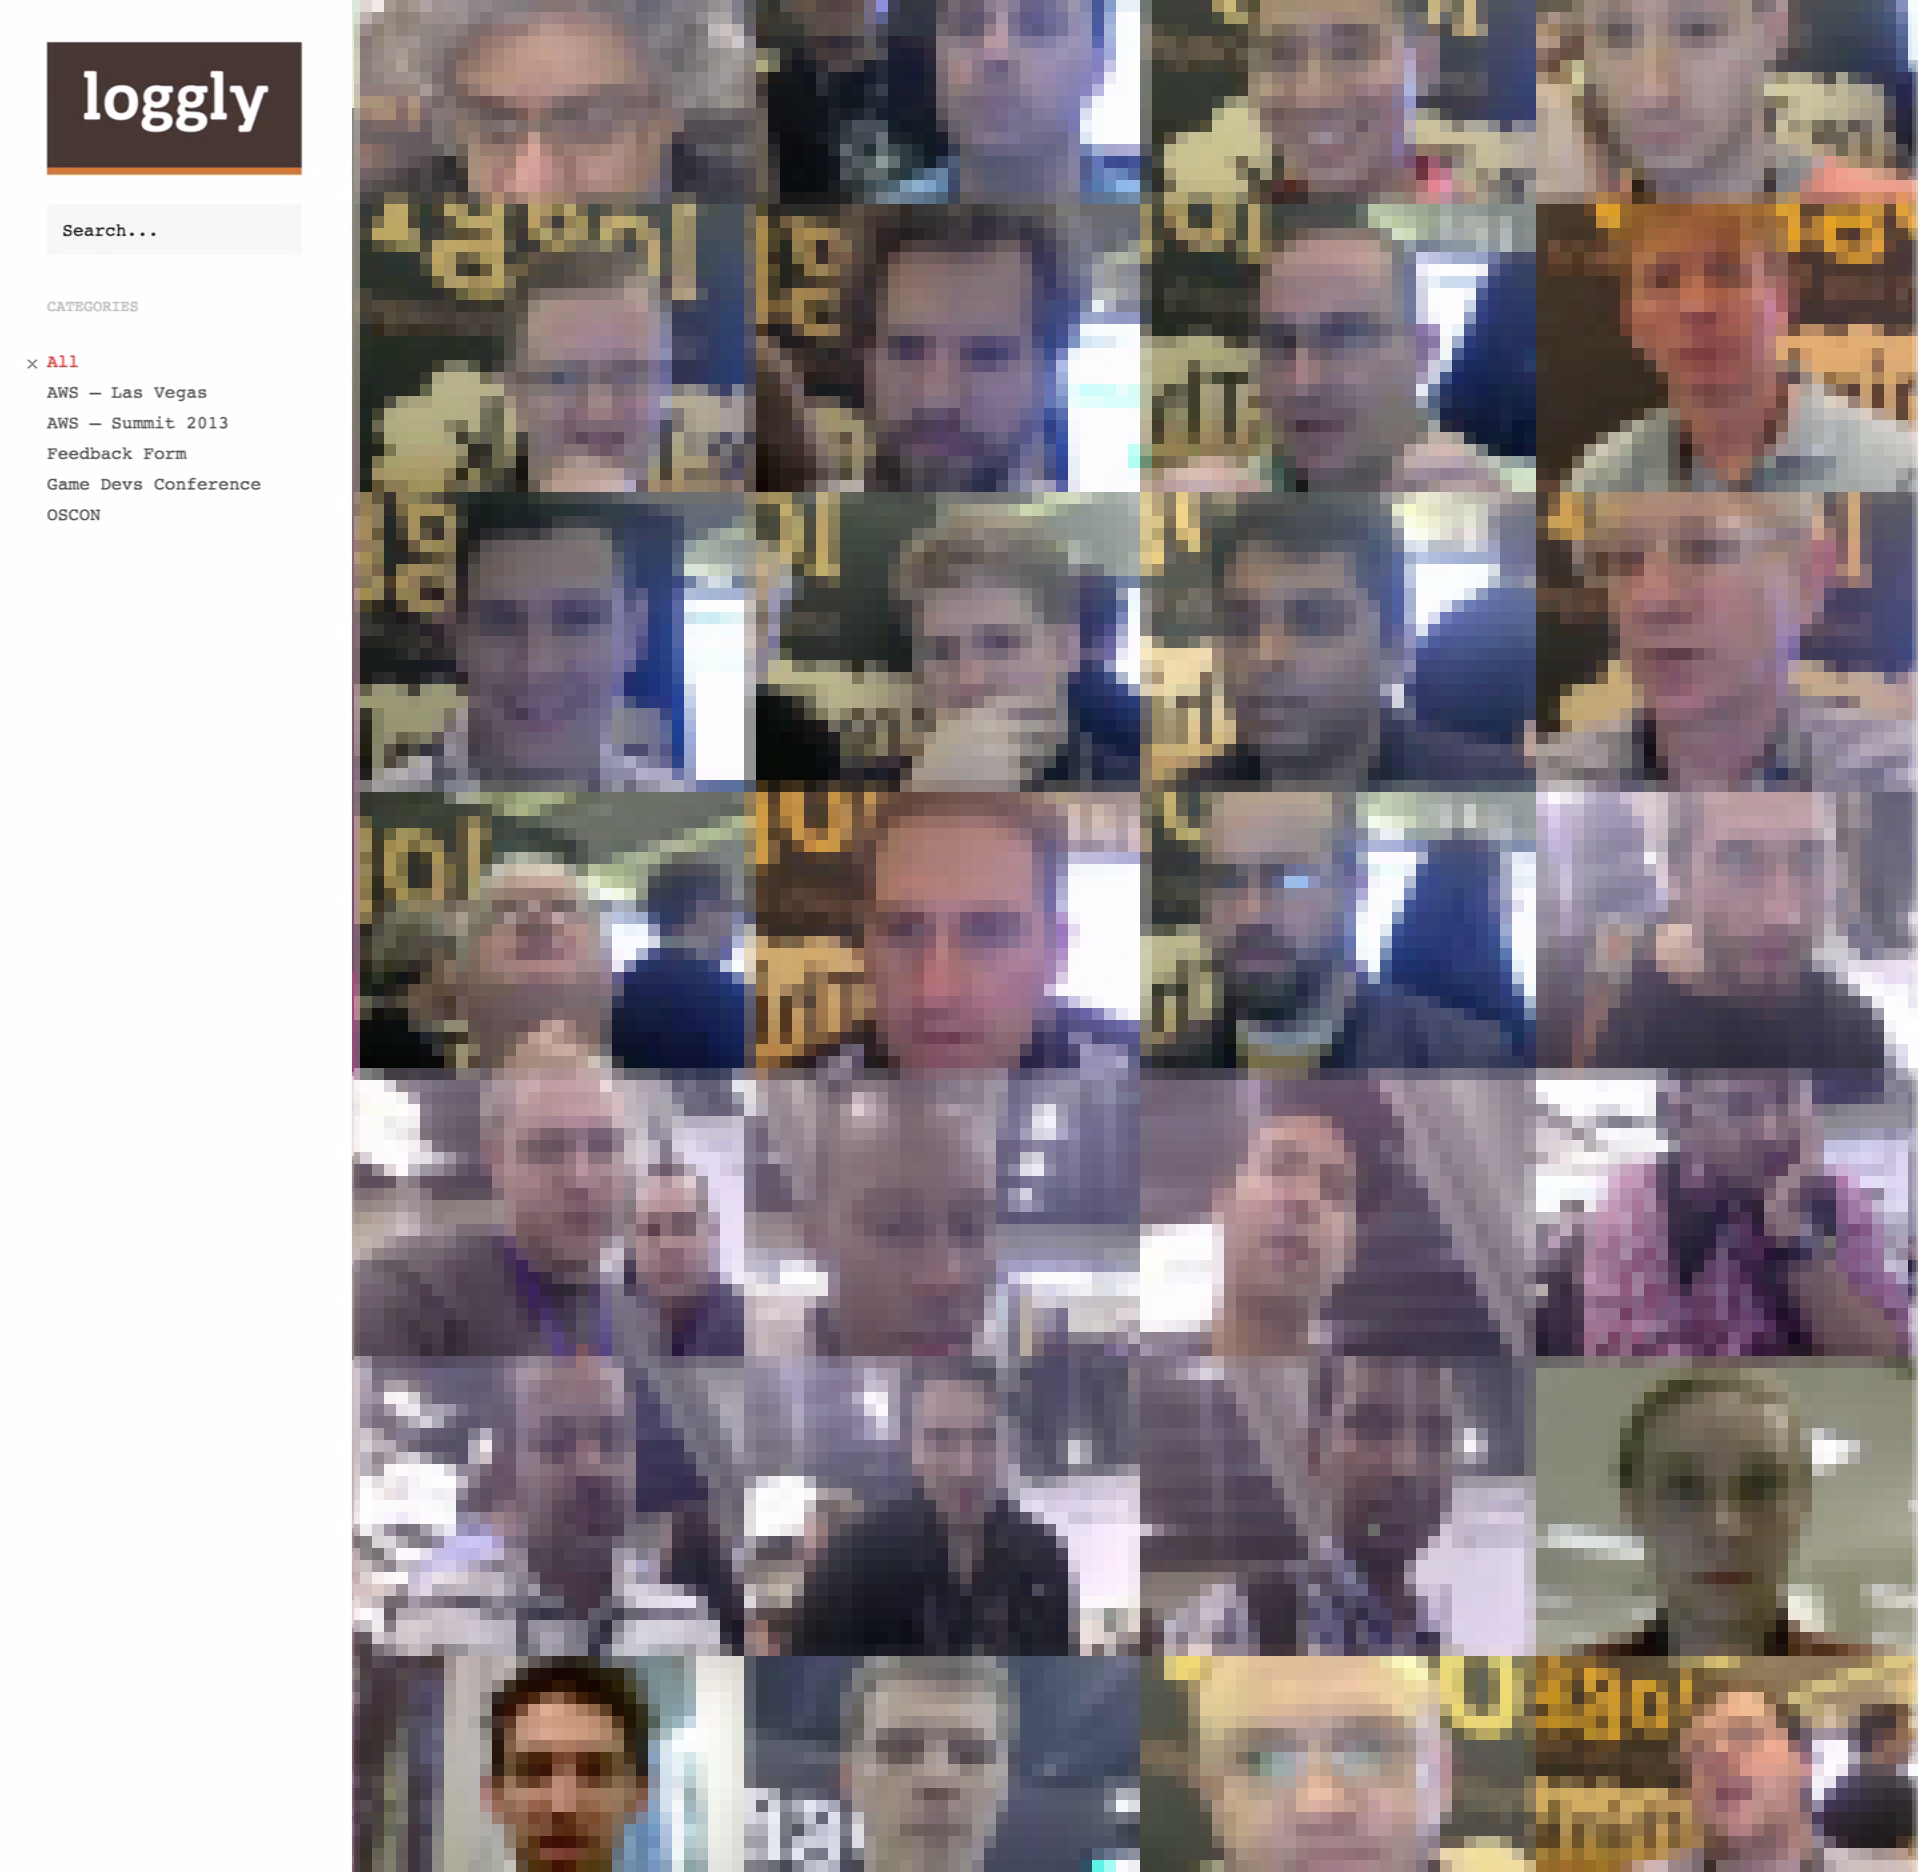 loggly
Search...
CATEGORIES
× All
AWS – Las Vegas
AWS – Summit 2013
Feedback Form
Game Devs Conference
OSCON